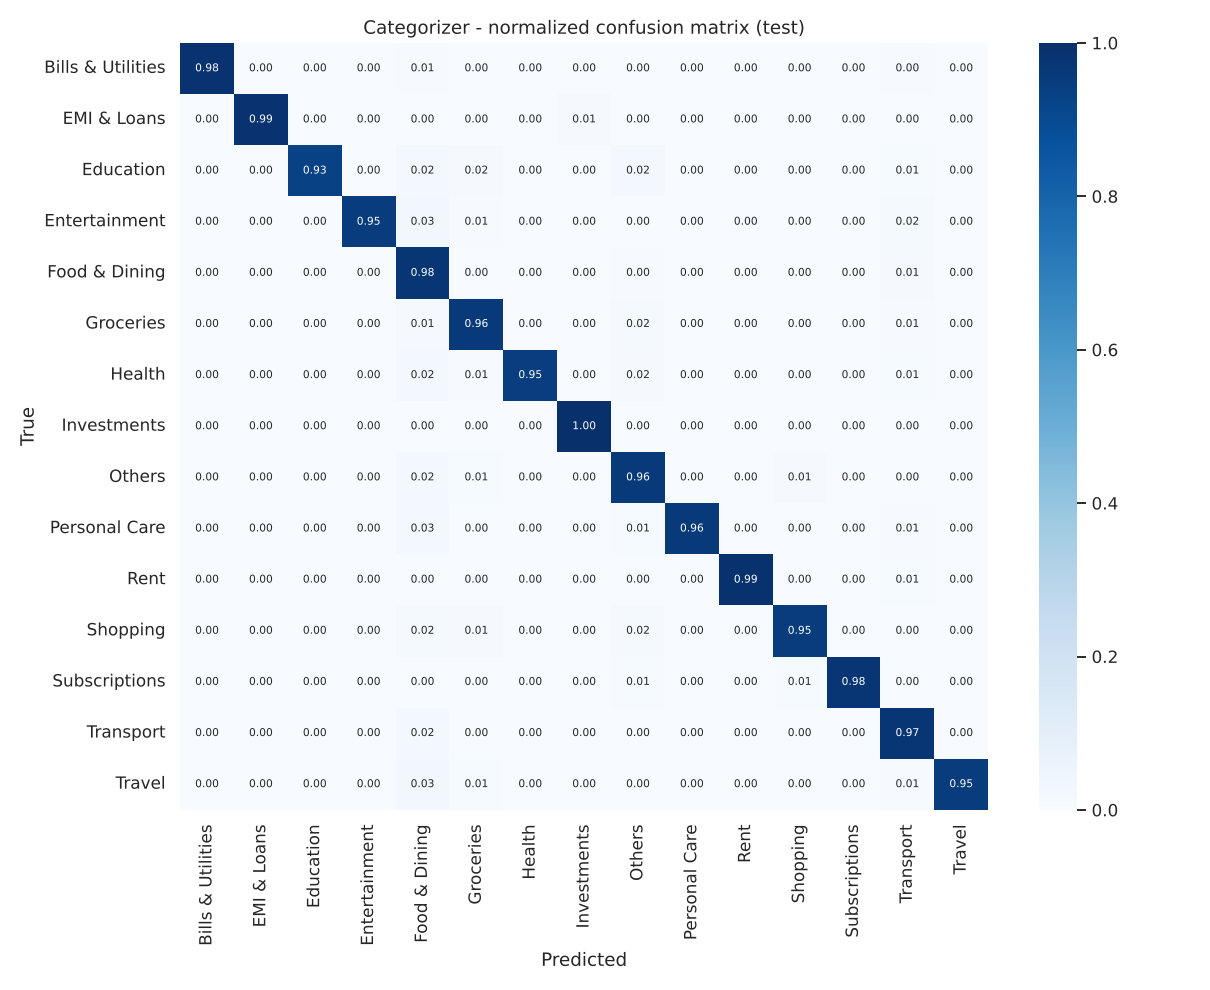 Categorizer - normalized confusion matrix (test)
Bills & Utilities 0.98 0.00 0.00 0.00 0.01 0.00 0.00 0.00 0.00 0.00 0.00 0.00 0.00 0.00 0.00
EMI & Loans 0.00 0.99 0.00 0.00 0.00 0.00 0.00 0.01 0.00 0.00 0.00 0.00 0.00 0.00 0.00
Education 0.00 0.00 0.93 0.00 0.02 0.02 0.00 0.00 0.02 0.00 0.00 0.00 0.00 0.01 0.00
Entertainment 0.00 0.00 0.00 0.95 0.03 0.01 0.00 0.00 0.00 0.00 0.00 0.00 0.00 0.02 0.00
Food & Dining 0.00 0.00 0.00 0.00 0.98 0.00 0.00 0.00 0.00 0.00 0.00 0.00 0.00 0.01 0.00
Groceries 0.00 0.00 0.00 0.00 0.01 0.96 0.00 0.00 0.02 0.00 0.00 0.00 0.00 0.01 0.00
Health 0.00 0.00 0.00 0.00 0.02 0.01 0.95 0.00 0.02 0.00 0.00 0.00 0.00 0.01 0.00
Investments 0.00 0.00 0.00 0.00 0.00 0.00 0.00 1.00 0.00 0.00 0.00 0.00 0.00 0.00 0.00
Others 0.00 0.00 0.00 0.00 0.02 0.01 0.00 0.00 0.96 0.00 0.00 0.01 0.00 0.00 0.00
Personal Care 0.00 0.00 0.00 0.00 0.03 0.00 0.00 0.00 0.01 0.96 0.00 0.00 0.00 0.01 0.00
Rent 0.00 0.00 0.00 0.00 0.00 0.00 0.00 0.00 0.00 0.00 0.99 0.00 0.00 0.01 0.00
Shopping 0.00 0.00 0.00 0.00 0.02 0.01 0.00 0.00 0.02 0.00 0.00 0.95 0.00 0.00 0.00
Subscriptions 0.00 0.00 0.00 0.00 0.00 0.00 0.00 0.00 0.01 0.00 0.00 0.01 0.98 0.00 0.00
Transport 0.00 0.00 0.00 0.00 0.02 0.00 0.00 0.00 0.00 0.00 0.00 0.00 0.00 0.97 0.00
Travel 0.00 0.00 0.00 0.00 0.03 0.01 0.00 0.00 0.00 0.00 0.00 0.00 0.00 0.01 0.95
True
Bills & Utilities
EMI & Loans
Education
Entertainment
Food & Dining
Groceries
Health
Investments
Others
Personal Care
Rent
Shopping
Subscriptions
Transport
Travel
Predicted
1.0
0.8
0.6
0.4
0.2
0.0